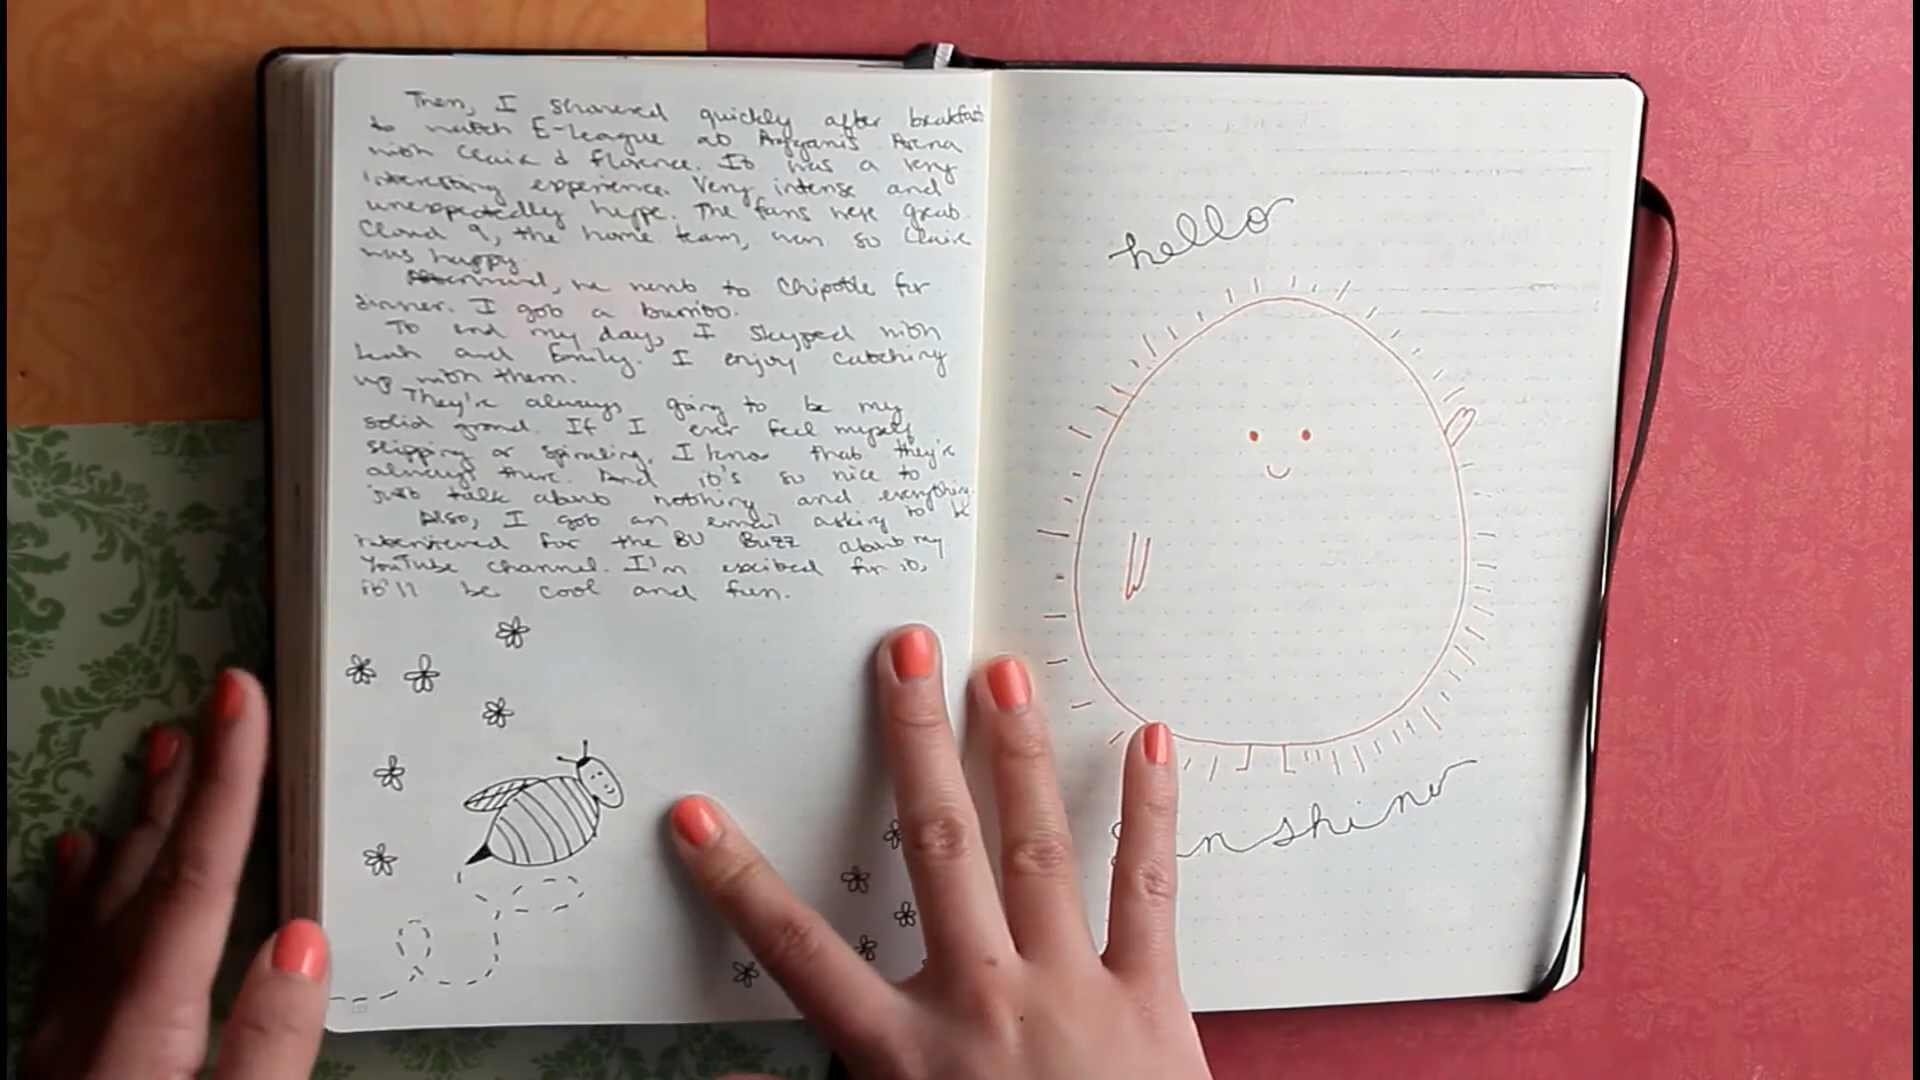 Then, I showered quickly after breakfast
to watch E-League at Agganis Arena
with Claire & Florence. It was a very
interesting experience. Very intense and
unexpectedly hype. The fans were great.
Cloud 9, the home team, won so Claire
was happy.
we went to Chipotle for
dinner. I got a burrito.
To end my day, I Skyped with
Leah and Emily. I enjoy catching
up with them.
They're always going to be my
solid ground. If I ever feel myself
slipping or spiraling, I know that they're
always there. And it's so nice to
just talk about nothing and everything.
Also, I got an email asking to be
interviewed for the BU Buzz about my
YouTube channel. I'm excited for it,
it'll be cool and fun.
hello
sunshine